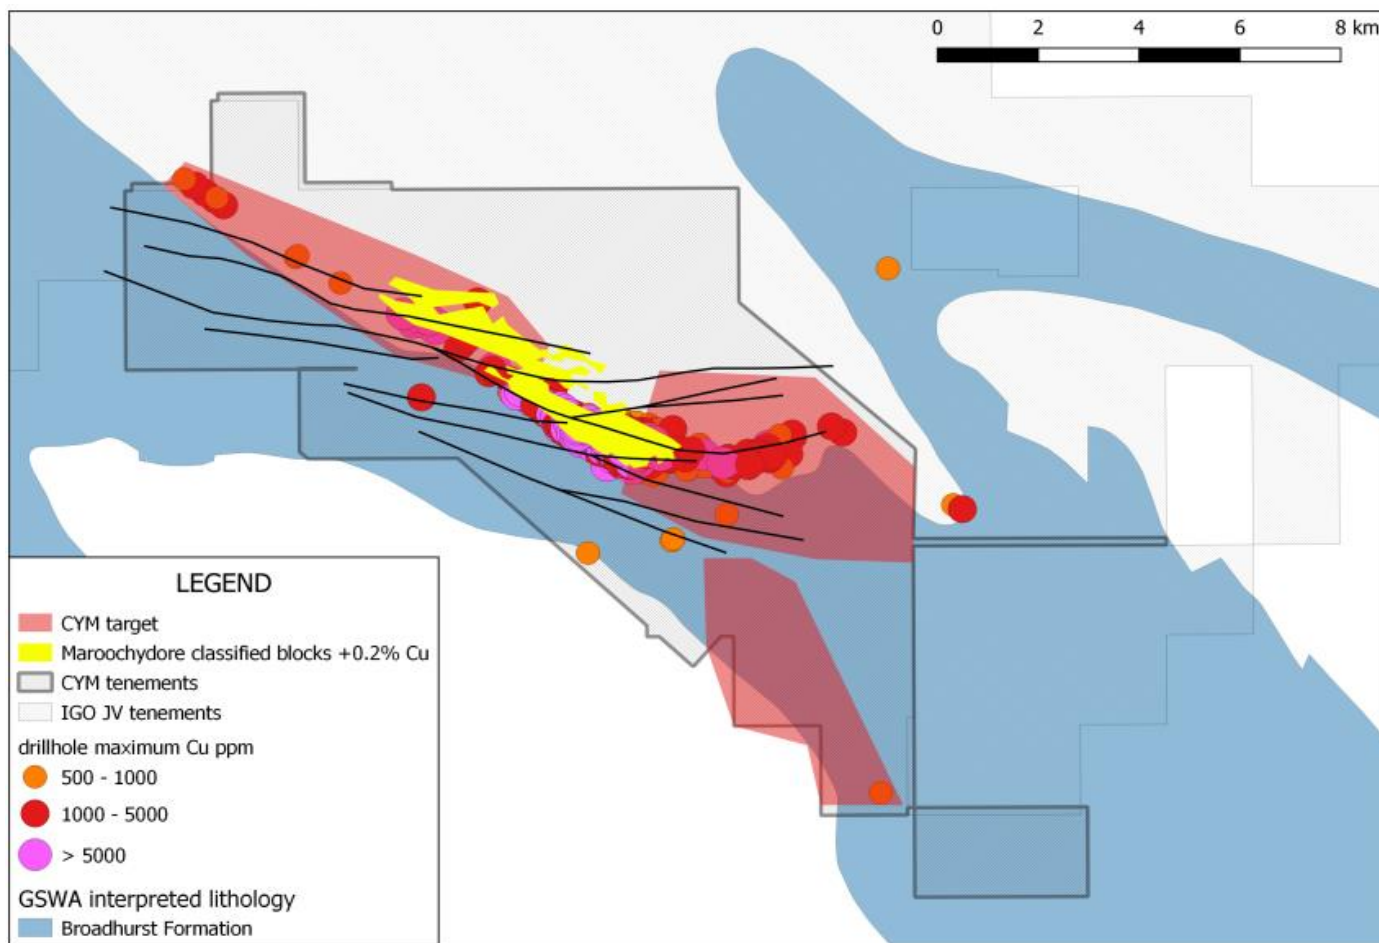 0 2 4 6 8 km
LEGEND
CYM target
Maroochydore classified blocks +0.2% Cu
CYM tenements
IGO JV tenements
drillhole maximum Cu ppm
500 - 1000
1000 - 5000
> 5000
GSWA interpreted lithology
Broadhurst Formation